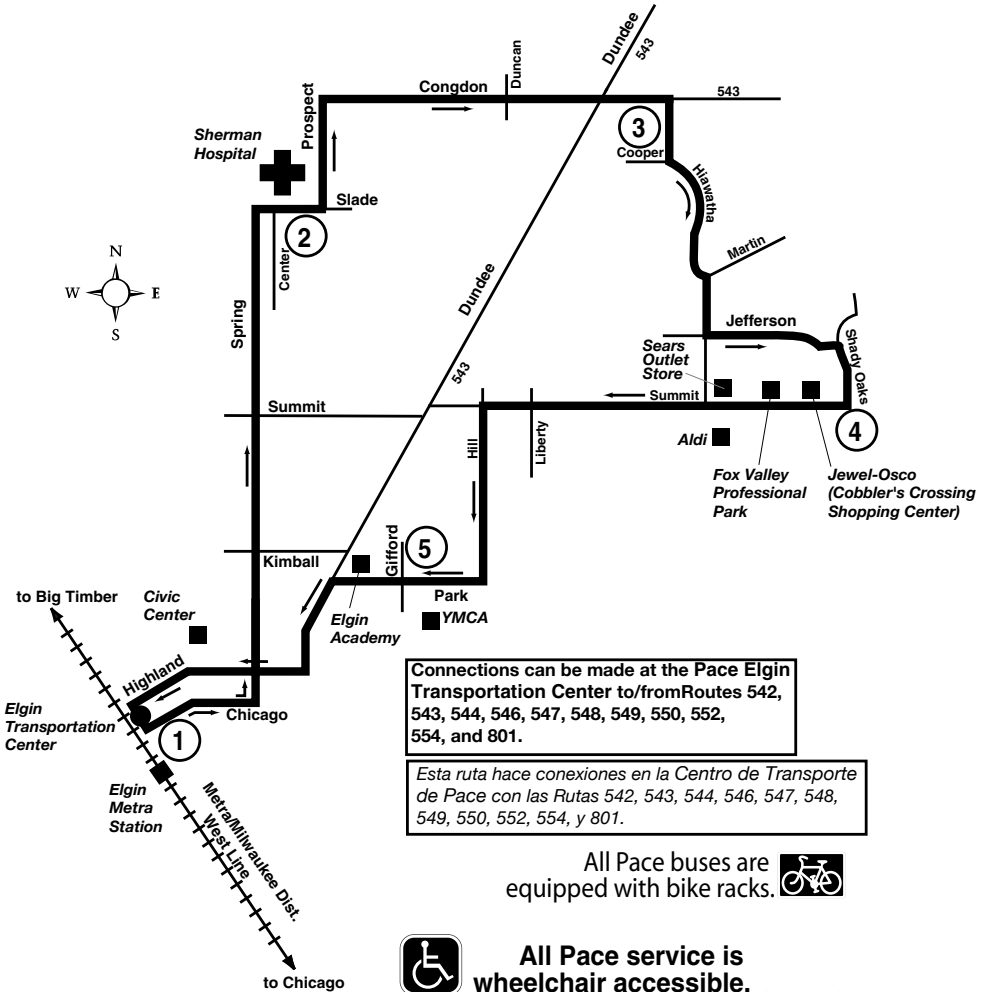 Dundee
543
Duncan
Congdon
543
Prospect
3
Sherman
Hospital
Cooper
Hiawatha
Slade
2
Center
Martin
N
W
E
S
Dundee
Spring
Jefferson
Shady Oaks
Sears
Outlet
Store
543
Summit
Summit
4
Hill
Liberty
Aldi
Fox Valley
Professional
Park
Jewel-Osco
(Cobbler's Crossing
Shopping Center)
Gifford
5
Kimball
Park
to Big Timber
Civic
Center
Elgin
Academy
YMCA
Highland
Elgin
Transportation
Center
Chicago
1
Connections can be made at the Pace Elgin
Transportation Center to/fromRoutes 542,
543, 544, 546, 547, 548, 549, 550, 552,
554, and 801.
Esta ruta hace conexiones en la Centro de Transporte
de Pace con las Rutas 542, 543, 544, 546, 547, 548,
549, 550, 552, 554, y 801.
Elgin
Metra
Station
Metra/Milwaukee Dist.
West Line
All Pace buses are
equipped with bike racks.
All Pace service is
wheelchair accessible.
to Chicago